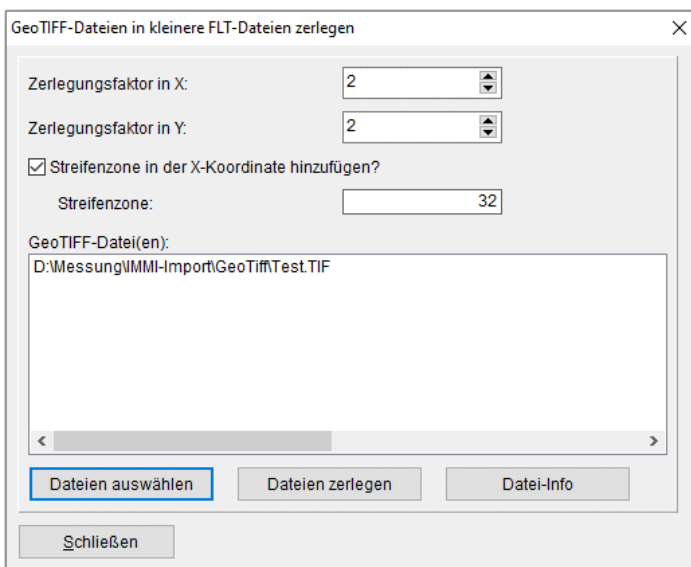 GeoTIFF-Dateien in kleinere FLT-Dateien zerlegen
Zerlegungsfaktor in X: 2
Zerlegungsfaktor in Y: 2
Streifenzone in der X-Koordinate hinzufügen?
Streifenzone: 32
GeoTIFF-Datei(en):
D:\Messung\IMMI-Import\GeoTiff\Test.TIF
Dateien auswählen Dateien zerlegen Datei-Info
Schließen